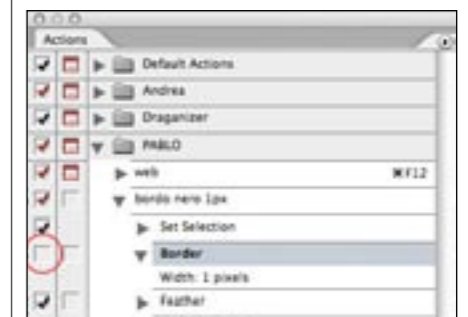 Actions
Default Actions
Andrea
Draganizer
PABLO
web ⌘F12
bordo nero 1px
Set Selection
Border
Width: 1 pixels
Feather